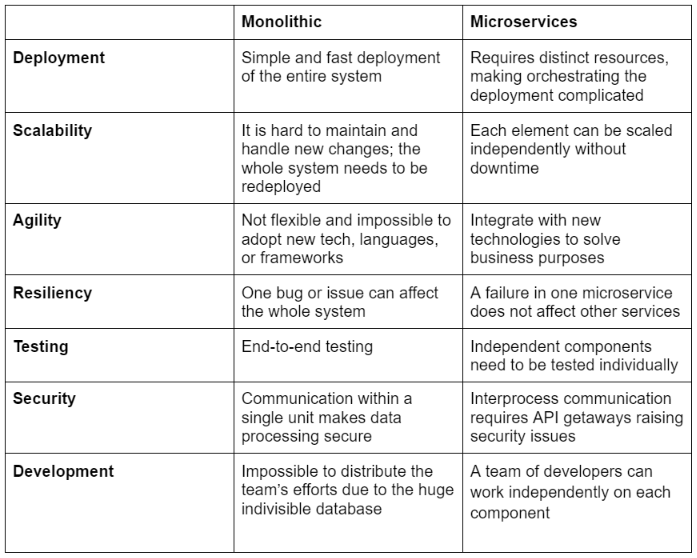 Monolithic
Microservices
Deployment
Simple and fast deployment
of the entire system
Requires distinct resources,
making orchestrating the
deployment complicated
Scalability
It is hard to maintain and
handle new changes; the
whole system needs to be
redeployed
Each element can be scaled
independently without
downtime
Agility
Not flexible and impossible to
adopt new tech, languages,
or frameworks
Integrate with new
technologies to solve
business purposes
Resiliency
One bug or issue can affect
the whole system
A failure in one microservice
does not affect other services
Testing
End-to-end testing
Independent components
need to be tested individually
Security
Communication within a
single unit makes data
processing secure
Interprocess communication
requires API getaways raising
security issues
Development
Impossible to distribute the
team’s efforts due to the huge
indivisible database
A team of developers can
work independently on each
component